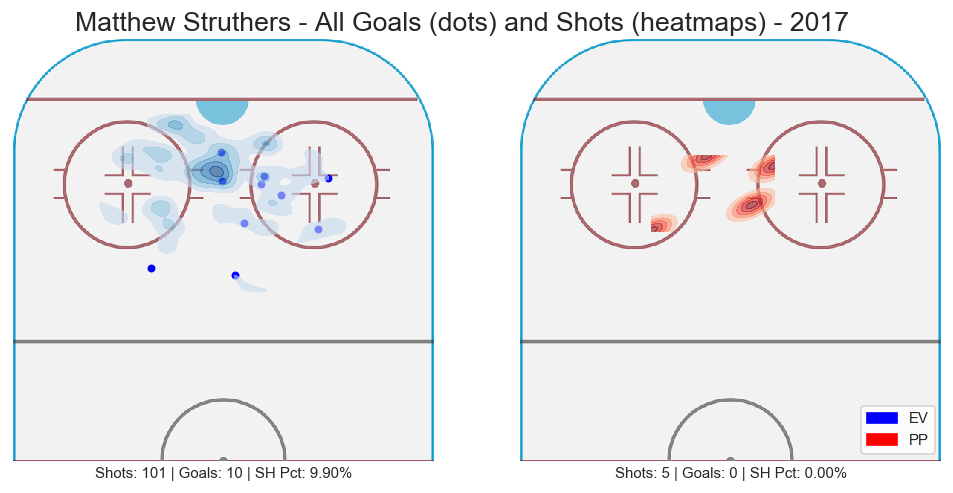 Matthew Struthers - All Goals (dots) and Shots (heatmaps) - 2017
EV
PP
Shots: 101 | Goals: 10 | SH Pct: 9.90%
Shots: 5 | Goals: 0 | SH Pct: 0.00%